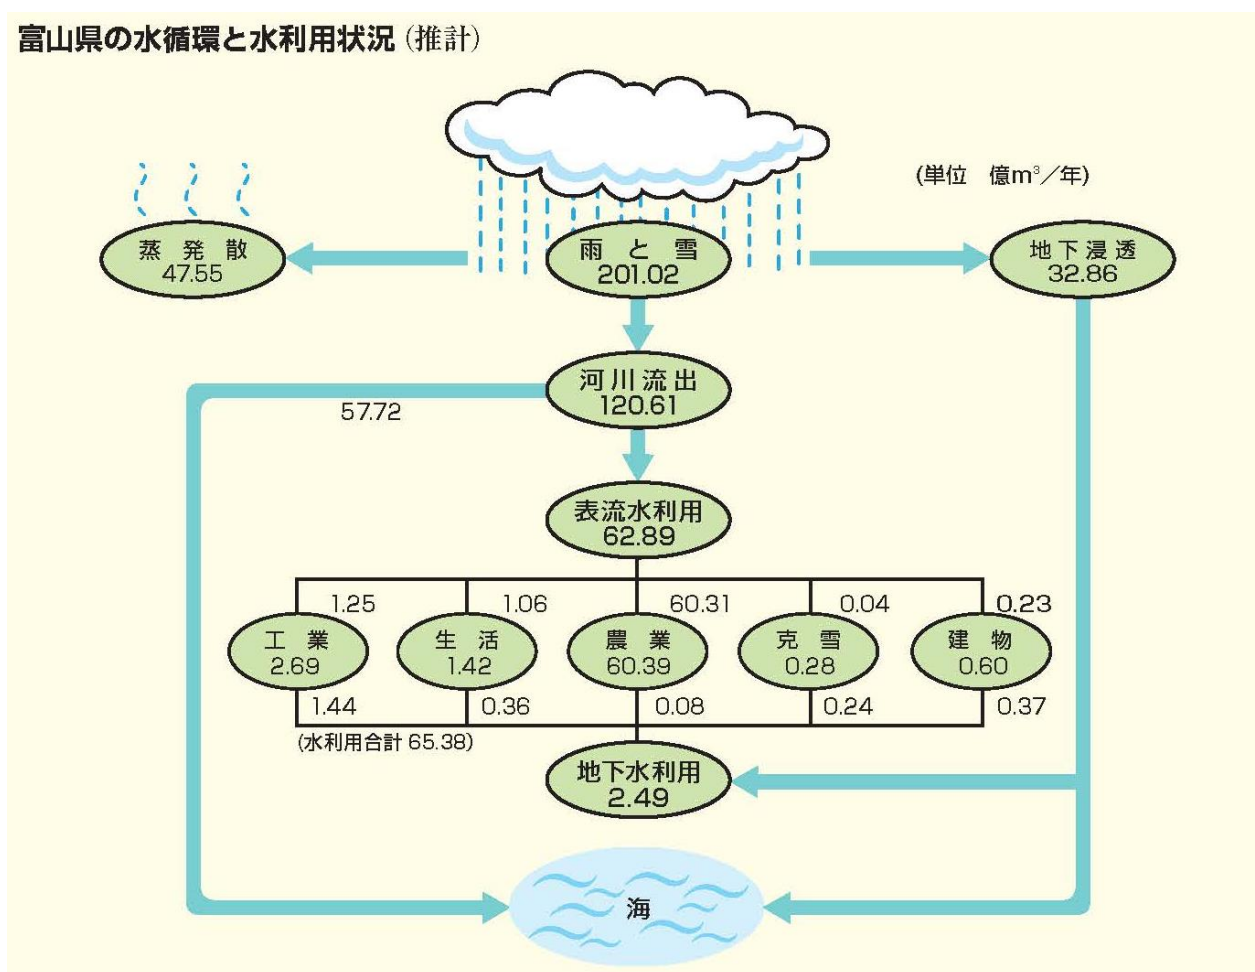 富山県の水循環と水利用状況（推計）
(単位　億m³／年)
蒸発散
47.55
雨と雪
201.02
地下浸透
32.86
河川流出
120.61
57.72
表流水利用
62.89
1.25
1.06
60.31
0.04
0.23
工業
2.69
生活
1.42
農業
60.39
克雪
0.28
建物
0.60
1.44
0.36
0.08
0.24
0.37
(水利用合計 65.38)
地下水利用
2.49
海